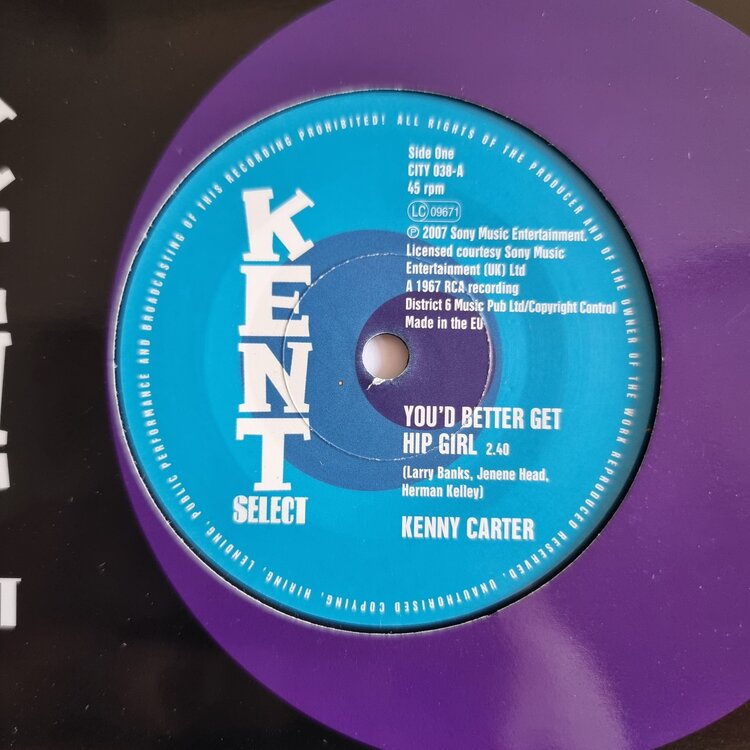 KENT
SELECT
Side One
CITY 038-A
45 rpm
LC 09671
℗ 2007 Sony Music Entertainment.
Licensed courtesy Sony Music
Entertainment (UK) Ltd
A 1967 RCA recording
District 6 Music Pub Ltd/Copyright Control
Made in the EU
YOU'D BETTER GET
HIP GIRL 2.40
(Larry Banks, Jenene Head,
Herman Kelley)
KENNY CARTER
ALL RIGHTS OF THE PRODUCER AND OF THE OWNER OF THE WORK REPRODUCED RESERVED. UNAUTHORISED COPYING, HIRING, LENDING, PUBLIC PERFORMANCE AND BROADCASTING OF THIS RECORDING PROHIBITED!